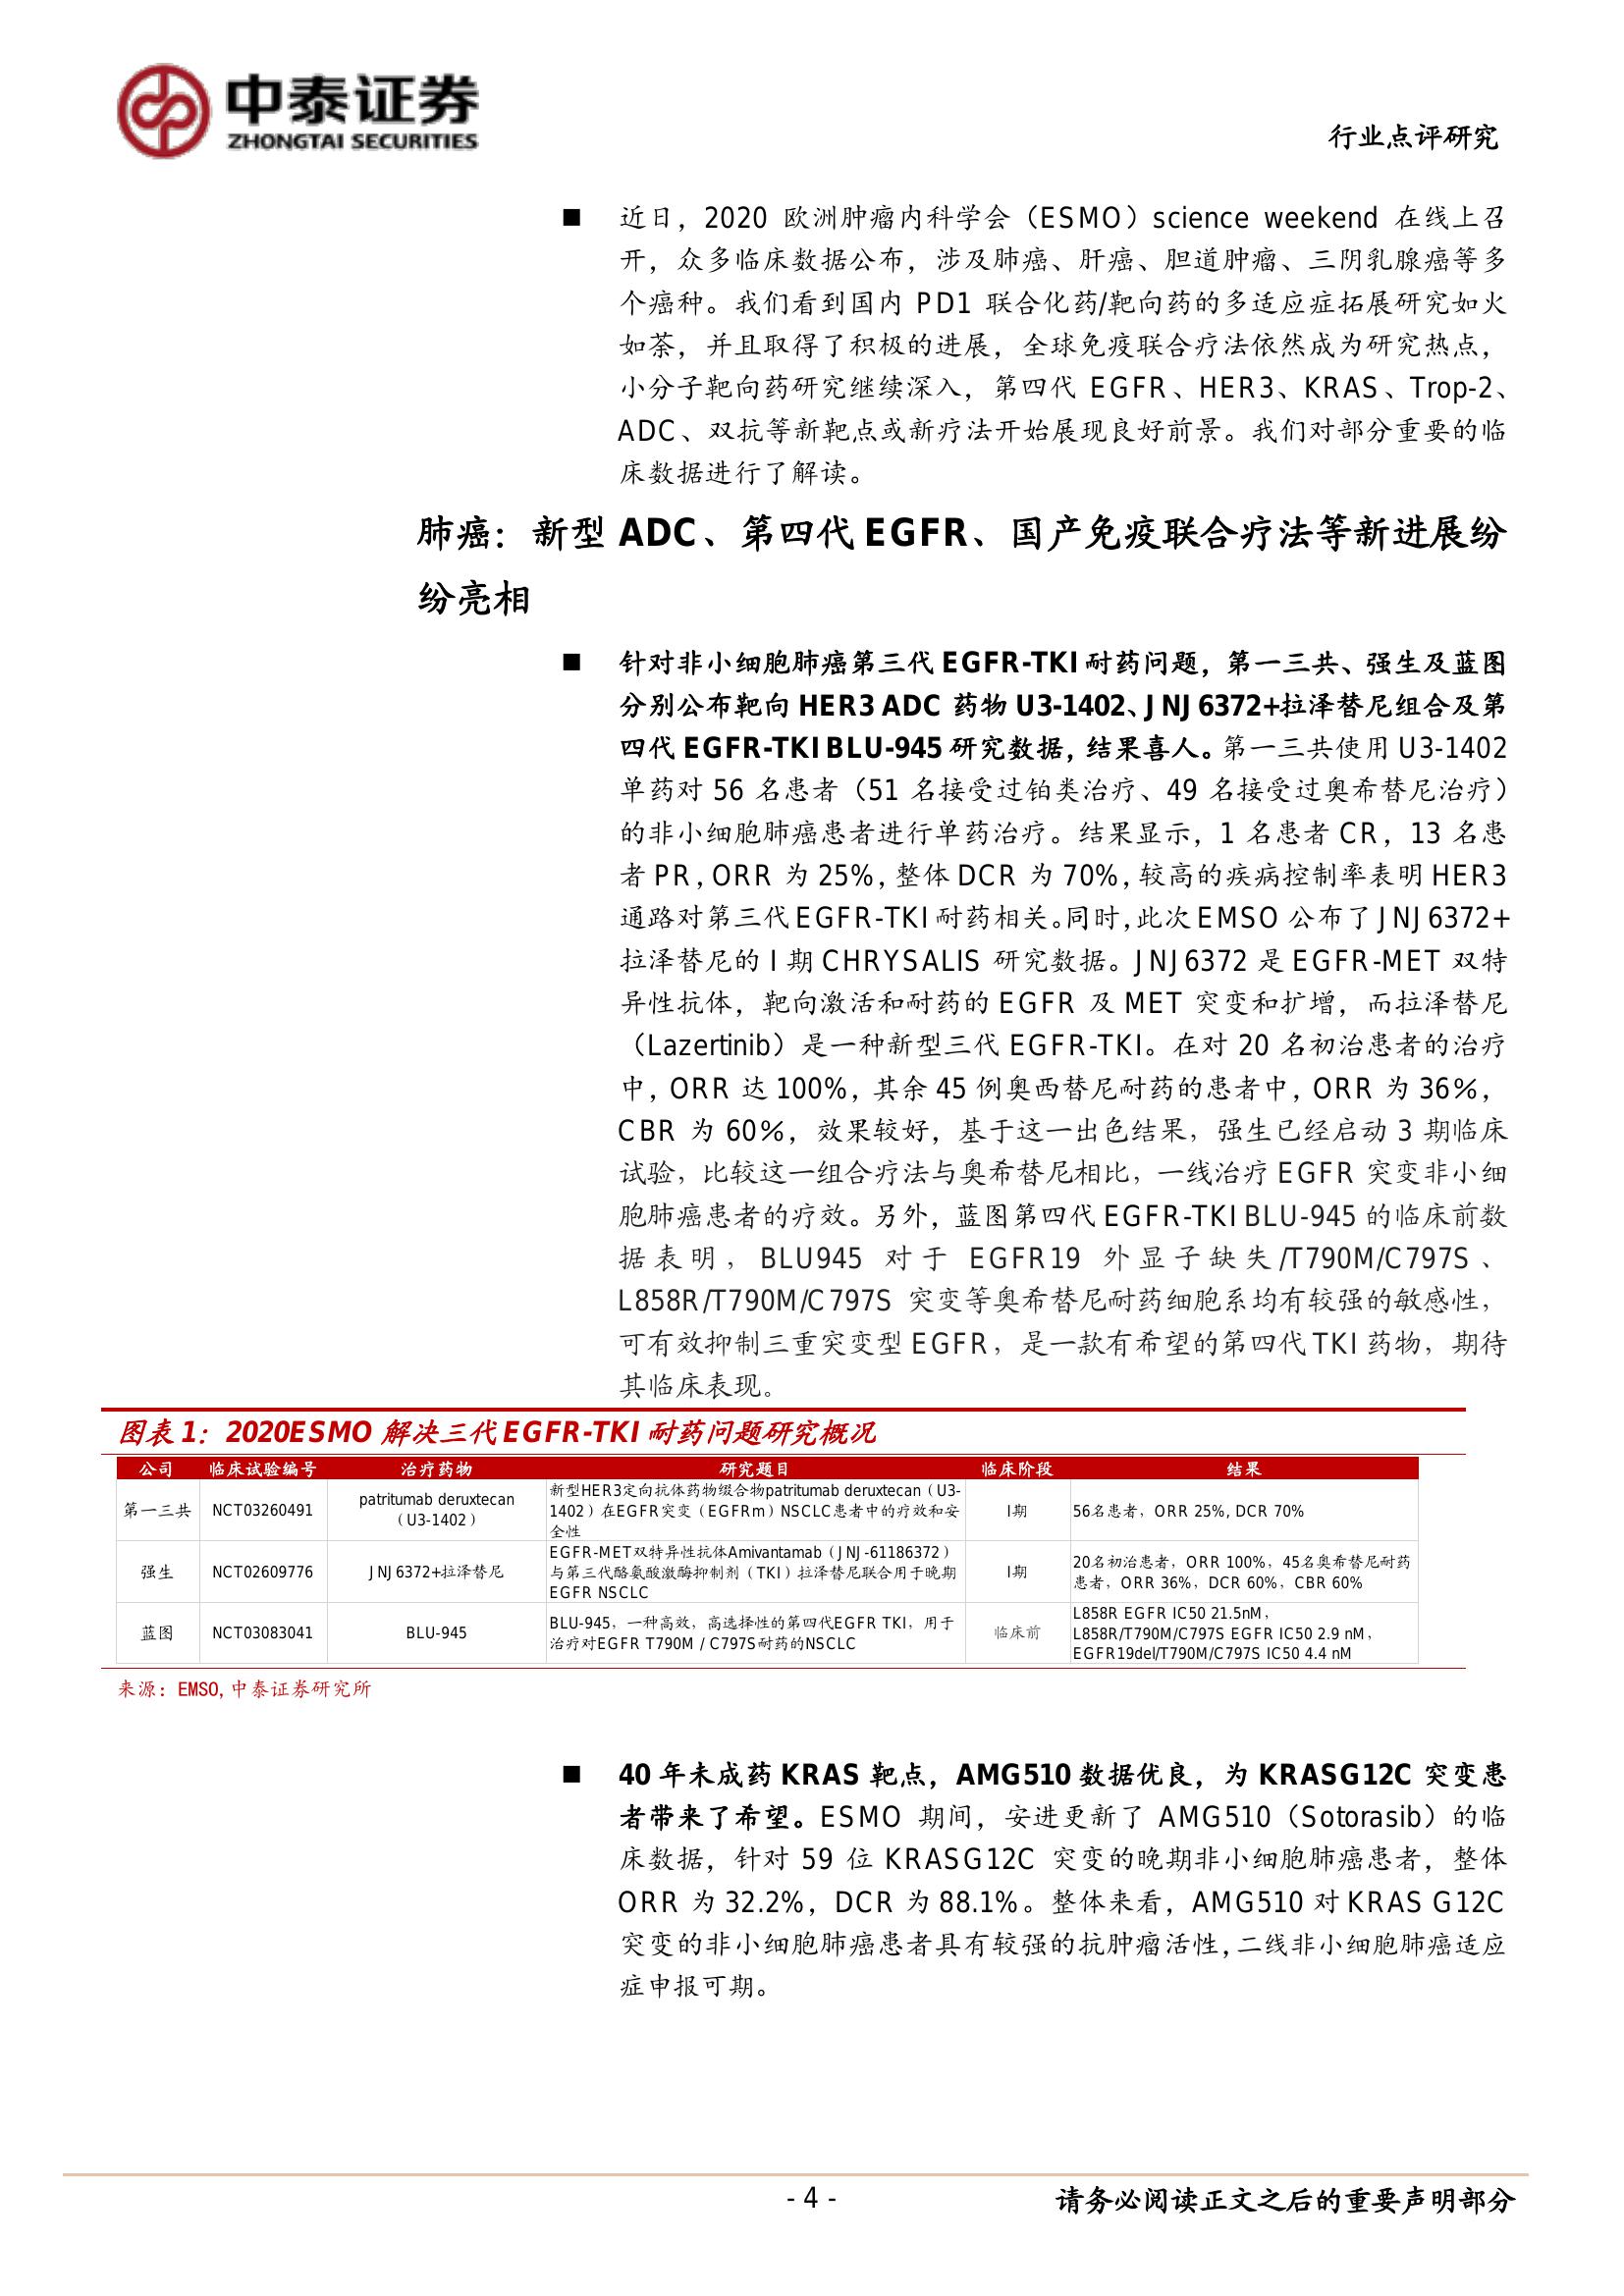 中泰证券
ZHONGTAI SECURITIES
行业点评研究
■ 近日，2020 欧洲肿瘤内科学会（ESMO）science weekend 在线上召
开，众多临床数据公布，涉及肺癌、肝癌、胆道肿瘤、三阴乳腺癌等多
个癌种。我们看到国内 PD1 联合化药/靶向药的多适应症拓展研究如火
如荼，并且取得了积极的进展，全球免疫联合疗法依然成为研究热点，
小分子靶向药研究继续深入，第四代 EGFR、HER3、KRAS、Trop-2、
ADC、双抗等新靶点或新疗法开始展现良好前景。我们对部分重要的临
床数据进行了解读。
肺癌：新型 ADC、第四代 EGFR、国产免疫联合疗法等新进展纷
纷亮相
■ 针对非小细胞肺癌第三代 EGFR-TKI 耐药问题，第一三共、强生及蓝图
分别公布靶向 HER3 ADC 药物 U3-1402、JNJ6372+拉泽替尼组合及第
四代 EGFR-TKI BLU-945 研究数据，结果喜人。第一三共使用 U3-1402
单药对 56 名患者（51 名接受过铂类治疗、49 名接受过奥希替尼治疗）
的非小细胞肺癌患者进行单药治疗。结果显示，1 名患者 CR，13 名患
者 PR，ORR 为 25%，整体 DCR 为 70%，较高的疾病控制率表明 HER3
通路对第三代 EGFR-TKI 耐药相关。同时，此次 EMSO 公布了 JNJ6372+
拉泽替尼的 I 期 CHRYSALIS 研究数据。JNJ6372 是 EGFR-MET 双特
异性抗体，靶向激活和耐药的 EGFR 及 MET 突变和扩增，而拉泽替尼
（Lazertinib）是一种新型三代 EGFR-TKI。在对 20 名初治患者的治疗
中，ORR 达 100%，其余 45 例奥西替尼耐药的患者中，ORR 为 36%，
CBR 为 60%，效果较好，基于这一出色结果，强生已经启动 3 期临床
试验，比较这一组合疗法与奥希替尼相比，一线治疗 EGFR 突变非小细
胞肺癌患者的疗效。另外，蓝图第四代 EGFR-TKI BLU-945 的临床前数
据表明，BLU945 对于 EGFR19 外显子缺失/T790M/C797S、
L858R/T790M/C797S 突变等奥希替尼耐药细胞系均有较强的敏感性，
可有效抑制三重突变型 EGFR，是一款有希望的第四代 TKI 药物，期待
其临床表现。
图表 1：2020ESMO 解决三代 EGFR-TKI 耐药问题研究概况
公司 临床试验编号 治疗药物 研究题目 临床阶段 结果
第一三共 NCT03260491 patritumab deruxtecan（U3-1402） 新型HER3定向抗体药物缀合物patritumab deruxtecan（U3-1402）在EGFR突变（EGFRm）NSCLC患者中的疗效和安全性 I期 56名患者，ORR 25%, DCR 70%
强生 NCT02609776 JNJ6372+拉泽替尼 EGFR-MET双特异性抗体Amivantamab（JNJ-61186372）与第三代酪氨酸激酶抑制剂（TKI）拉泽替尼联合用于晚期EGFR NSCLC I期 20名初治患者，ORR 100%，45名奥希替尼耐药患者，ORR 36%，DCR 60%，CBR 60%
蓝图 NCT03083041 BLU-945 BLU-945，一种高效，高选择性的第四代EGFR TKI，用于治疗对EGFR T790M / C797S耐药的NSCLC 临床前 L858R EGFR IC50 21.5nM，L858R/T790M/C797S EGFR IC50 2.9 nM，EGFR19del/T790M/C797S IC50 4.4 nM
来源：EMSO,中泰证券研究所
■ 40 年未成药 KRAS 靶点，AMG510 数据优良，为 KRASG12C 突变患
者带来了希望。ESMO 期间，安进更新了 AMG510（Sotorasib）的临
床数据，针对 59 位 KRASG12C 突变的晚期非小细胞肺癌患者，整体
ORR 为 32.2%，DCR 为 88.1%。整体来看，AMG510 对 KRAS G12C
突变的非小细胞肺癌患者具有较强的抗肿瘤活性，二线非小细胞肺癌适应
症申报可期。
- 4 -
请务必阅读正文之后的重要声明部分